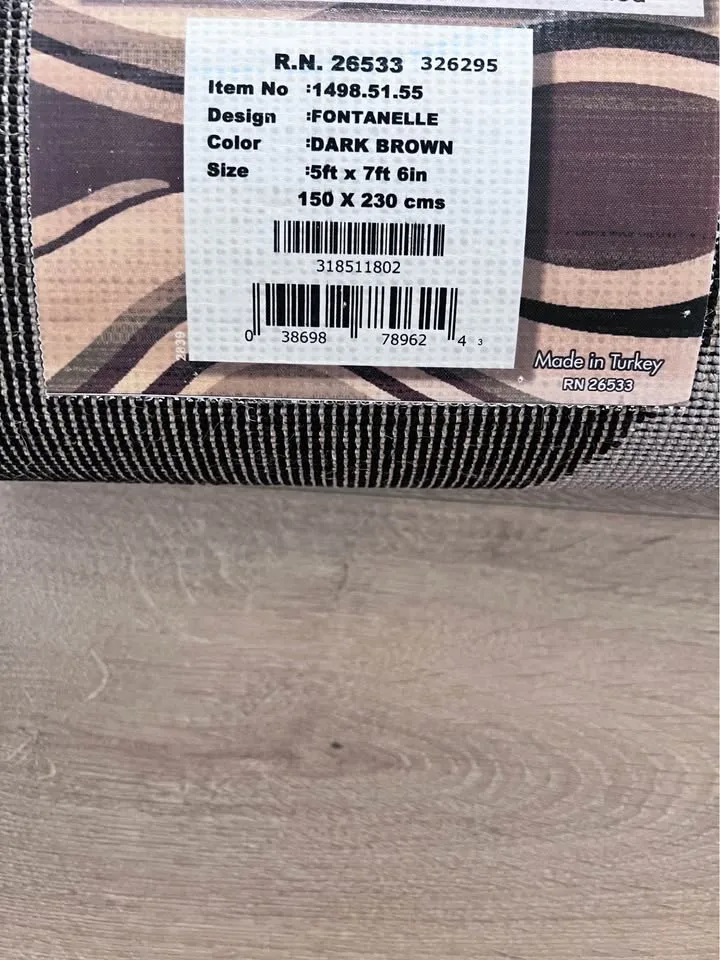 R.N. 26533 326295
Item No :1498.51.55
Design :FONTANELLE
Color :DARK BROWN
Size :5ft x 7ft 6in
150 X 230 cms
318511802
0 38698 78962 4 3
Made in Turkey
RN 26533